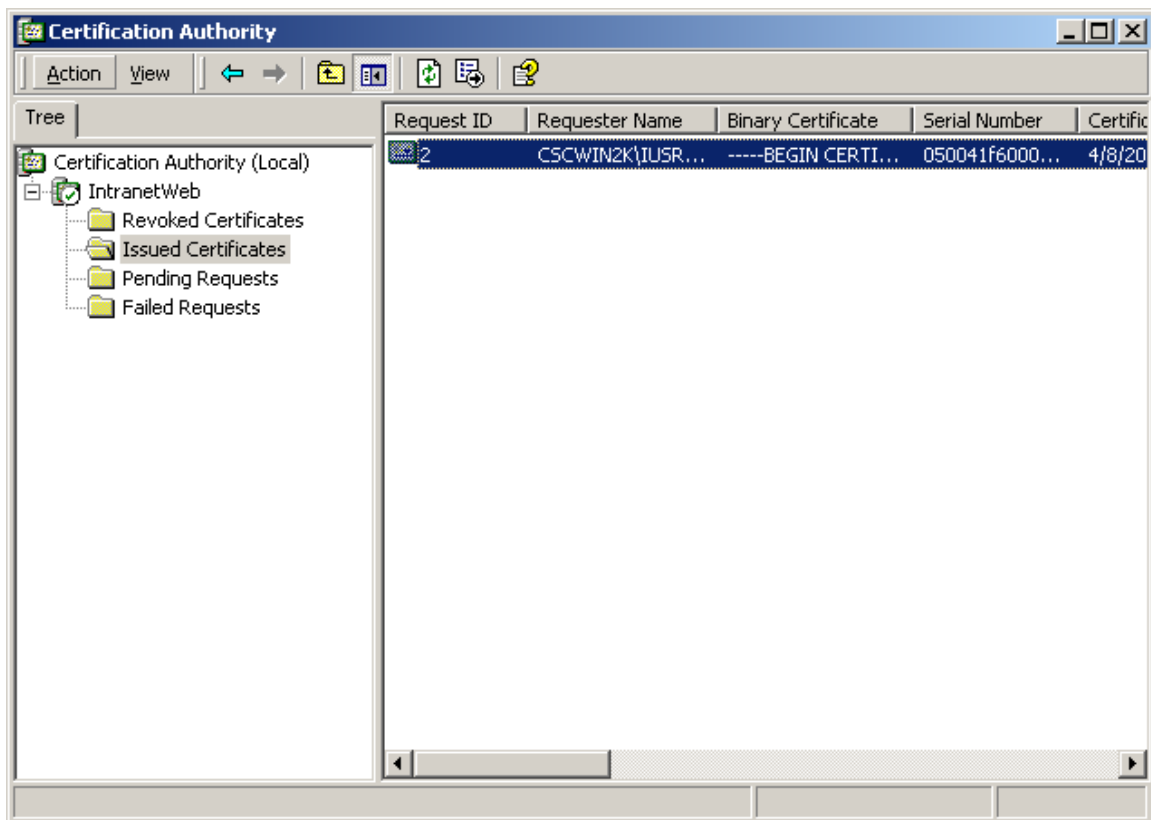 Certification Authority
Action View
Tree
Certification Authority (Local)
IntranetWeb
Revoked Certificates
Issued Certificates
Pending Requests
Failed Requests
Request ID Requester Name Binary Certificate Serial Number Certific
2 CSCWIN2K\IUSR... -----BEGIN CERTI... 050041f6000... 4/8/20